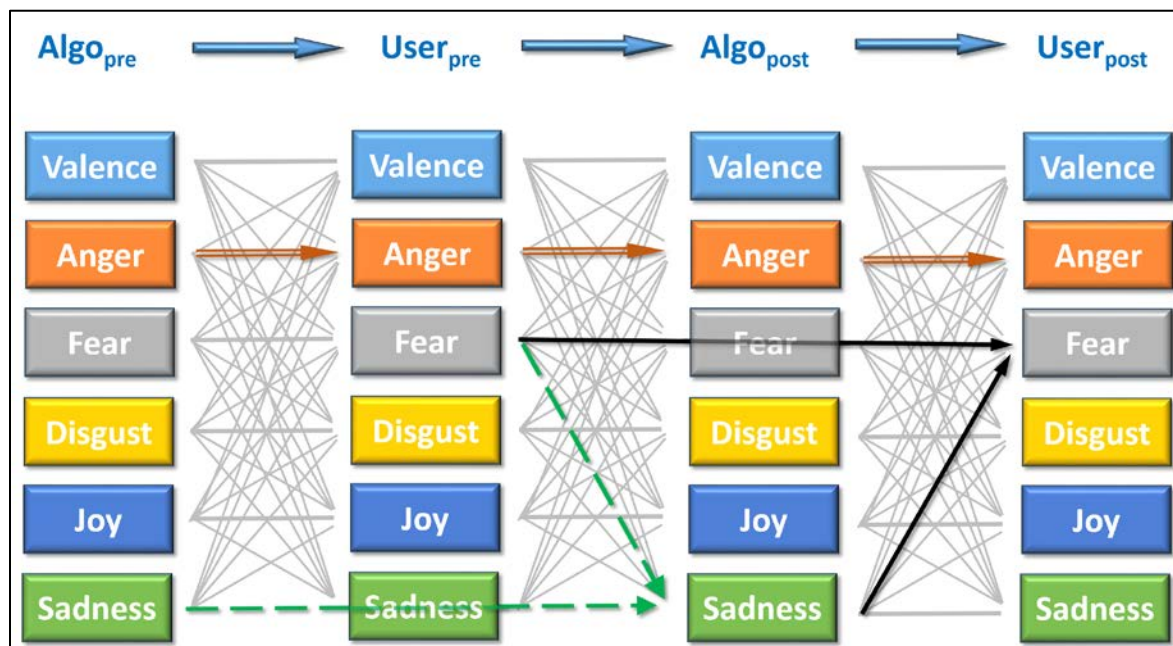 Algopre Userpre Algopost Userpost
Valence Valence Valence Valence
Anger Anger Anger Anger
Fear Fear Fear Fear
Disgust Disgust Disgust Disgust
Joy Joy Joy Joy
Sadness Sadness Sadness Sadness